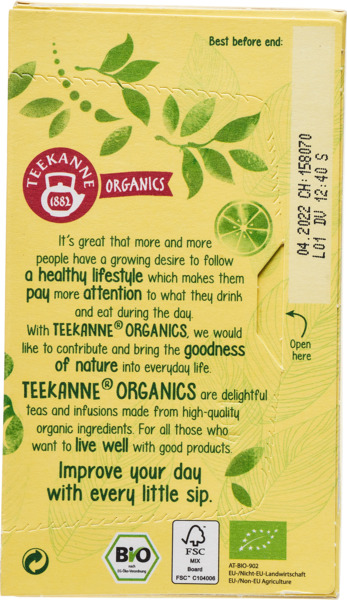 Best before end:
04.2022 CH:158070
L01 DV 12:40 S
TEEKANNE
1882
ORGANICS
It's great that more and more
people have a growing desire to follow
a healthy lifestyle which makes them
pay more attention to what they drink
and eat during the day.
With TEEKANNE® ORGANICS, we would
like to contribute and bring the goodness
of nature into everyday life.
TEEKANNE® ORGANICS are delightful
teas and infusions made from high-quality
organic ingredients. For all those who
want to live well with good products.
Improve your day
with every little sip.
Open
here
BiO
nach
EG-Öko-Verordnung
FSC
MIX
Board
FSC™ C104006
AT-BIO-902
EU-/Nicht-EU-Landwirtschaft
EU-/Non-EU Agriculture